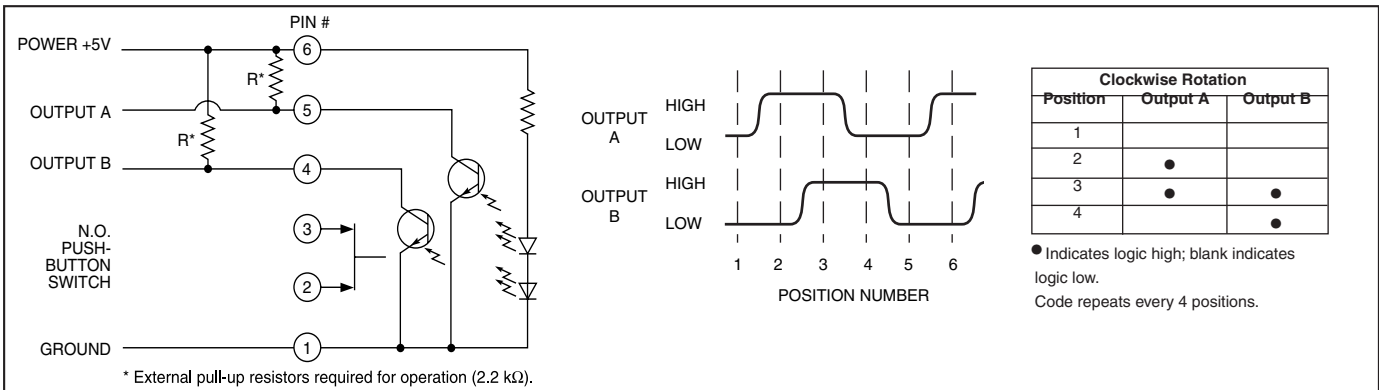 PIN #
POWER +5V
6
R*
OUTPUT A
5
R*
OUTPUT B
4
N.O.
PUSH-
BUTTON
SWITCH
3
2
GROUND
1
* External pull-up resistors required for operation (2.2 kΩ).
OUTPUT
A
HIGH
LOW
OUTPUT
B
HIGH
LOW
1 2 3 4 5 6
POSITION NUMBER
Clockwise Rotation
Position Output A Output B
1
2 ●
3 ● ●
4 ●
● Indicates logic high; blank indicates
logic low.
Code repeats every 4 positions.